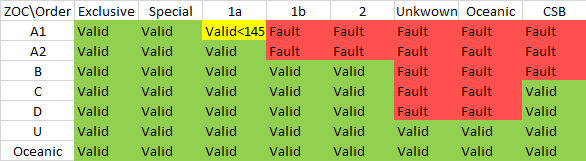 ZOC\Order Exclusive Special 1a 1b 2 Unkwown Oceanic CSB
A1 Valid Valid Valid<145 Fault Fault Fault Fault Fault
A2 Valid Valid Valid Fault Fault Fault Fault Fault
B Valid Valid Valid Valid Valid Fault Fault Fault
C Valid Valid Valid Valid Valid Fault Fault Valid
D Valid Valid Valid Valid Valid Fault Fault Valid
U Valid Valid Valid Valid Valid Valid Valid Valid
Oceanic Valid Valid Valid Valid Valid Valid Valid Valid